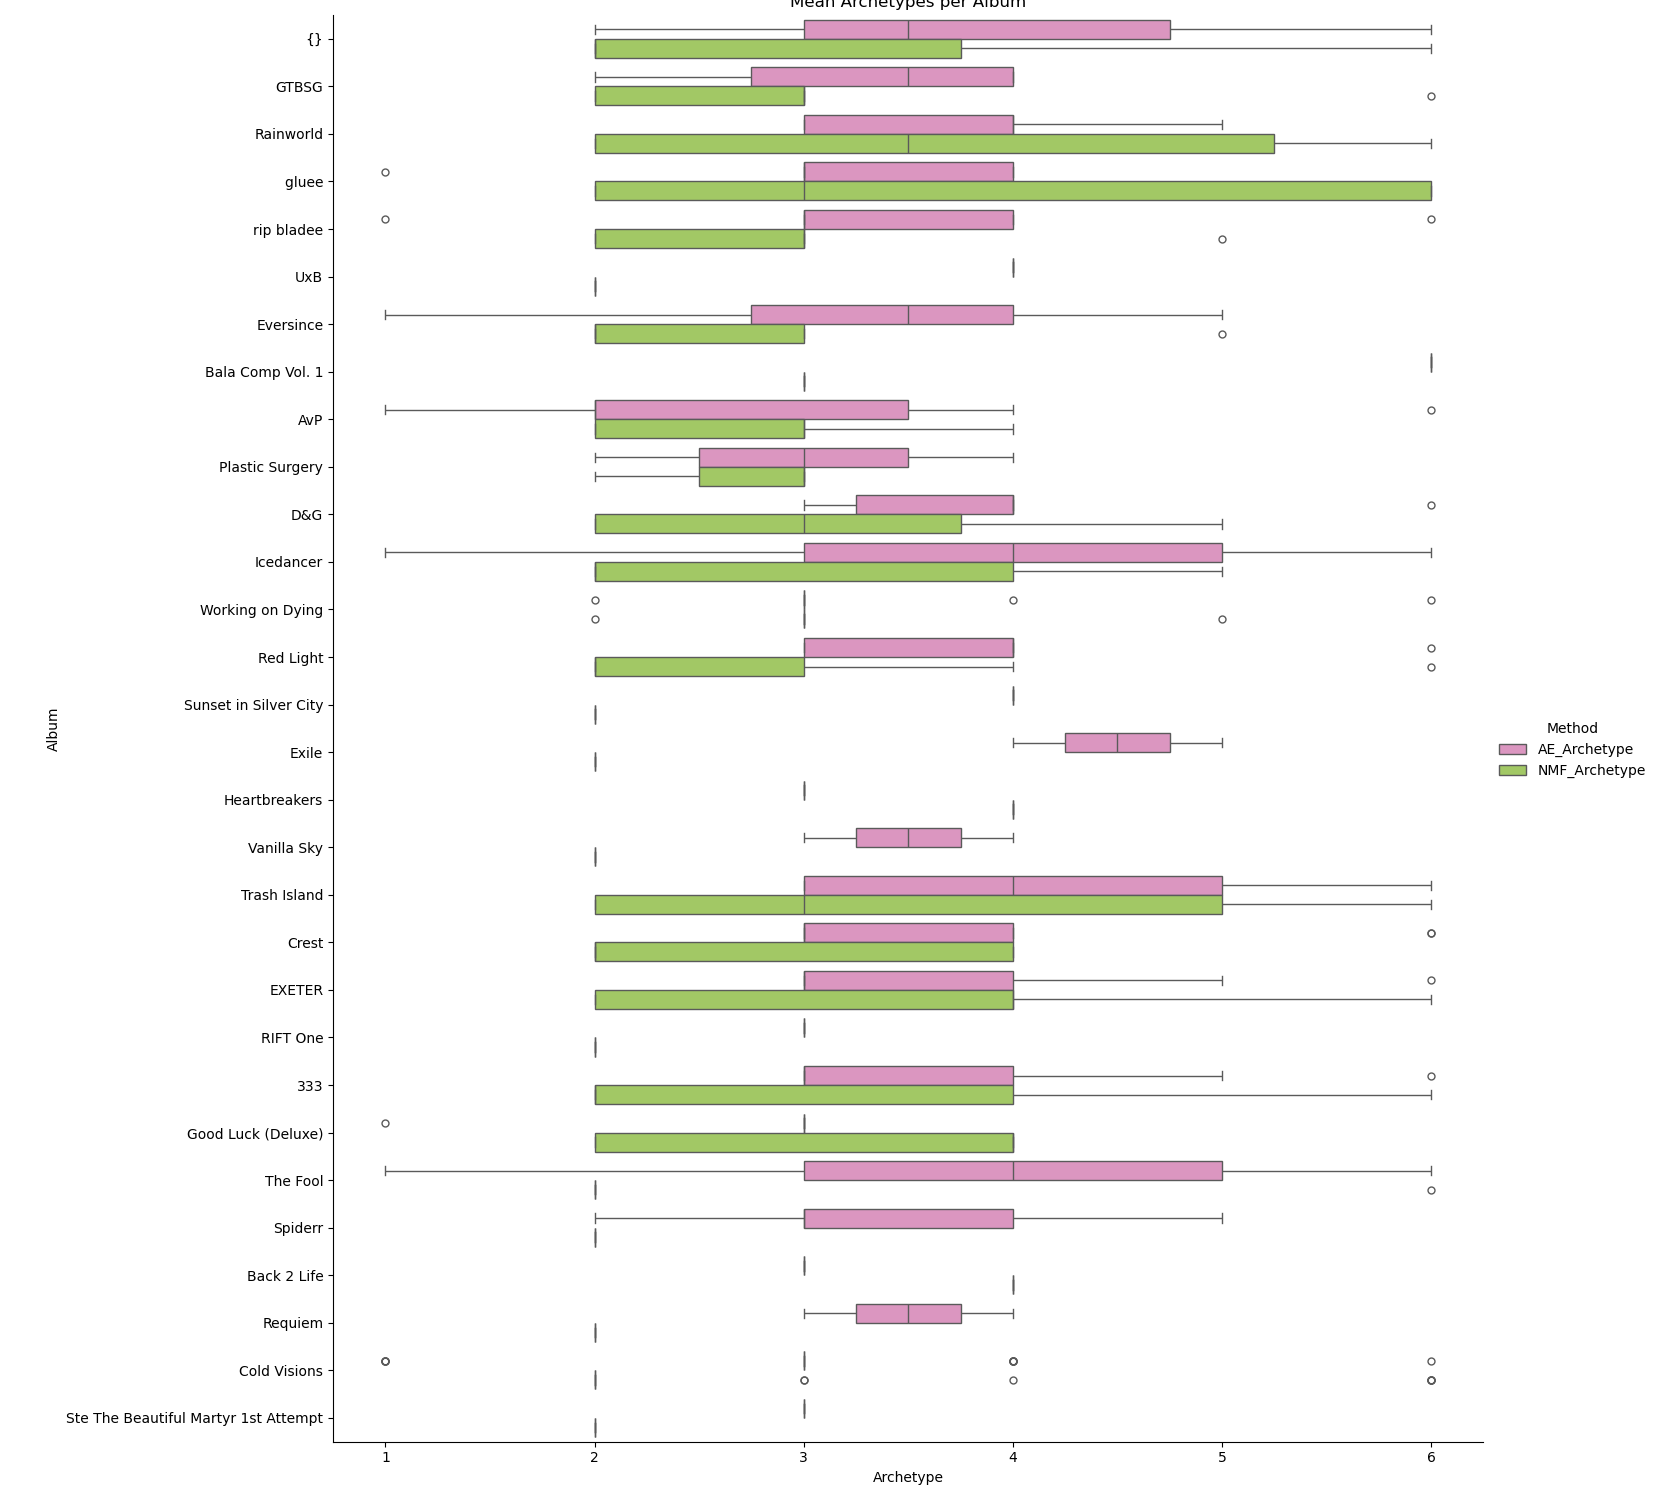 Mean Archetypes per Album
{}
GTBSG
Rainworld
gluee
rip bladee
UxB
Eversince
Bala Comp Vol. 1
AvP
Plastic Surgery
D&G
Icedancer
Working on Dying
Red Light
Sunset in Silver City
Exile
Heartbreakers
Vanilla Sky
Trash Island
Crest
EXETER
RIFT One
333
Good Luck (Deluxe)
The Fool
Spiderr
Back 2 Life
Requiem
Cold Visions
Ste The Beautiful Martyr 1st Attempt
Album
1 2 3 4 5 6
Archetype
Method
AE_Archetype
NMF_Archetype